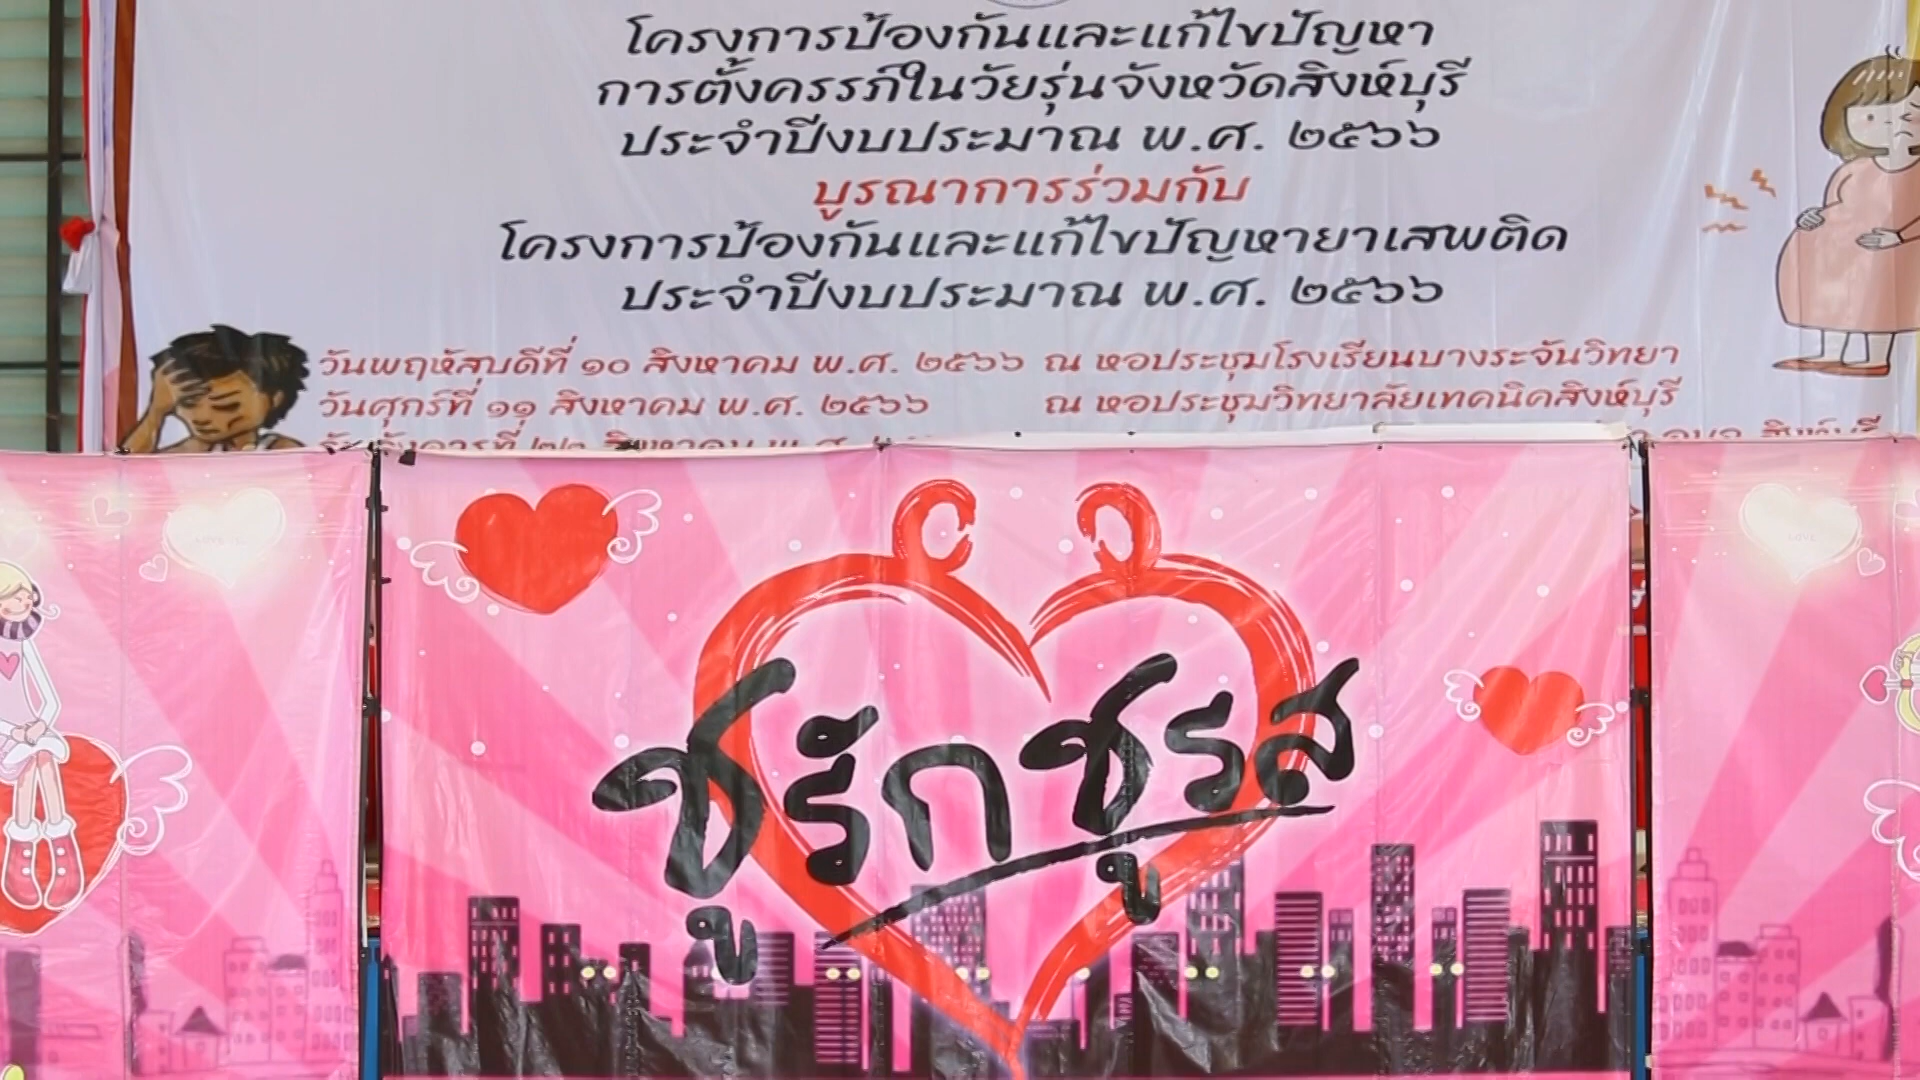 โครงการป้องกันและแก้ไขปัญหา
การตั้งครรภ์ในวัยรุ่นจังหวัดสิงห์บุรี
ประจำปีงบประมาณ พ.ศ. ๒๕๖๖
บูรณาการร่วมกับ
โครงการป้องกันและแก้ไขปัญหายาเสพติด
ประจำปีงบประมาณ พ.ศ. ๒๕๖๖
วันพฤหัสบดีที่ ๑๐ สิงหาคม พ.ศ. ๒๕๖๖ ณ หอประชุมโรงเรียนบางระจันวิทยา
วันศุกร์ที่ ๑๑ สิงหาคม พ.ศ. ๒๕๖๖ ณ หอประชุมวิทยาลัยเทคนิคสิงห์บุรี
ชูรักชูรส